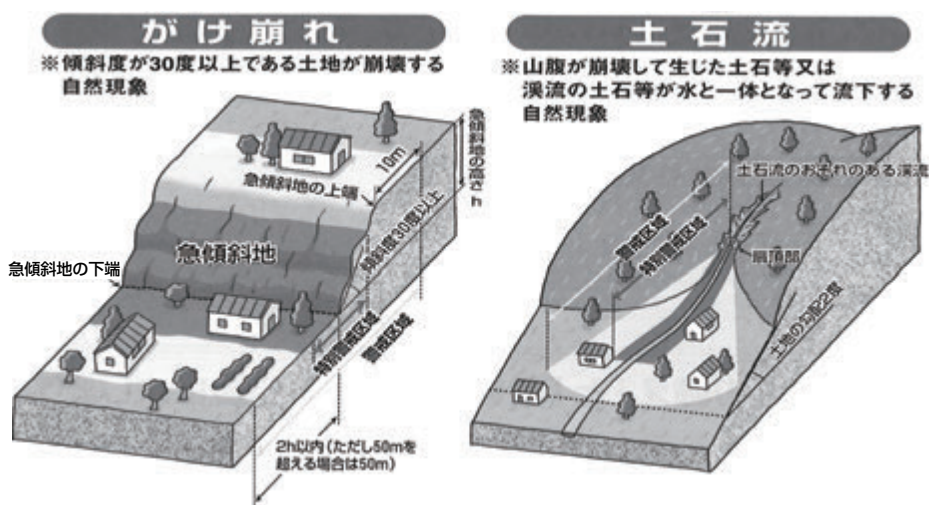 がけ崩れ
※傾斜度が30度以上である土地が崩壊する
自然現象
急傾斜地の高さ
h
10m
急傾斜地の上端
傾斜度30度以上
急傾斜地
急傾斜地の下端
特別警戒区域
警戒区域
2h以内(ただし50mを
超える場合は50m)
土石流
※山腹が崩壊して生じた土石等又は
渓流の土石等が水と一体となって流下する
自然現象
土石流のおそれのある渓流
警戒区域
特別警戒区域
扇頂部
土地の勾配2度